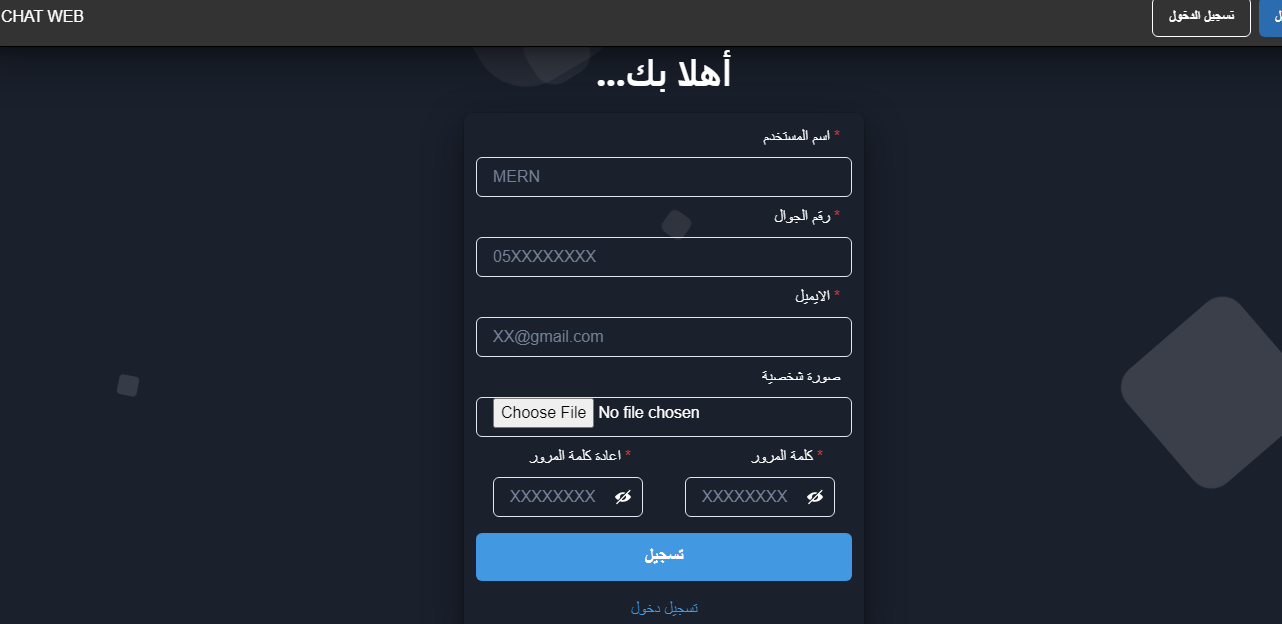 CHAT WEB
تسجيل الدخول
أهلا بك...
* اسم المستخدم
MERN
* رقم الجوال
05XXXXXXXX
* الايميل
XX@gmail.com
صورة شخصية
Choose File No file chosen
* كلمة المرور
* اعادة كلمة المرور
XXXXXXXX
XXXXXXXX
تسجيل
تسجيل دخول